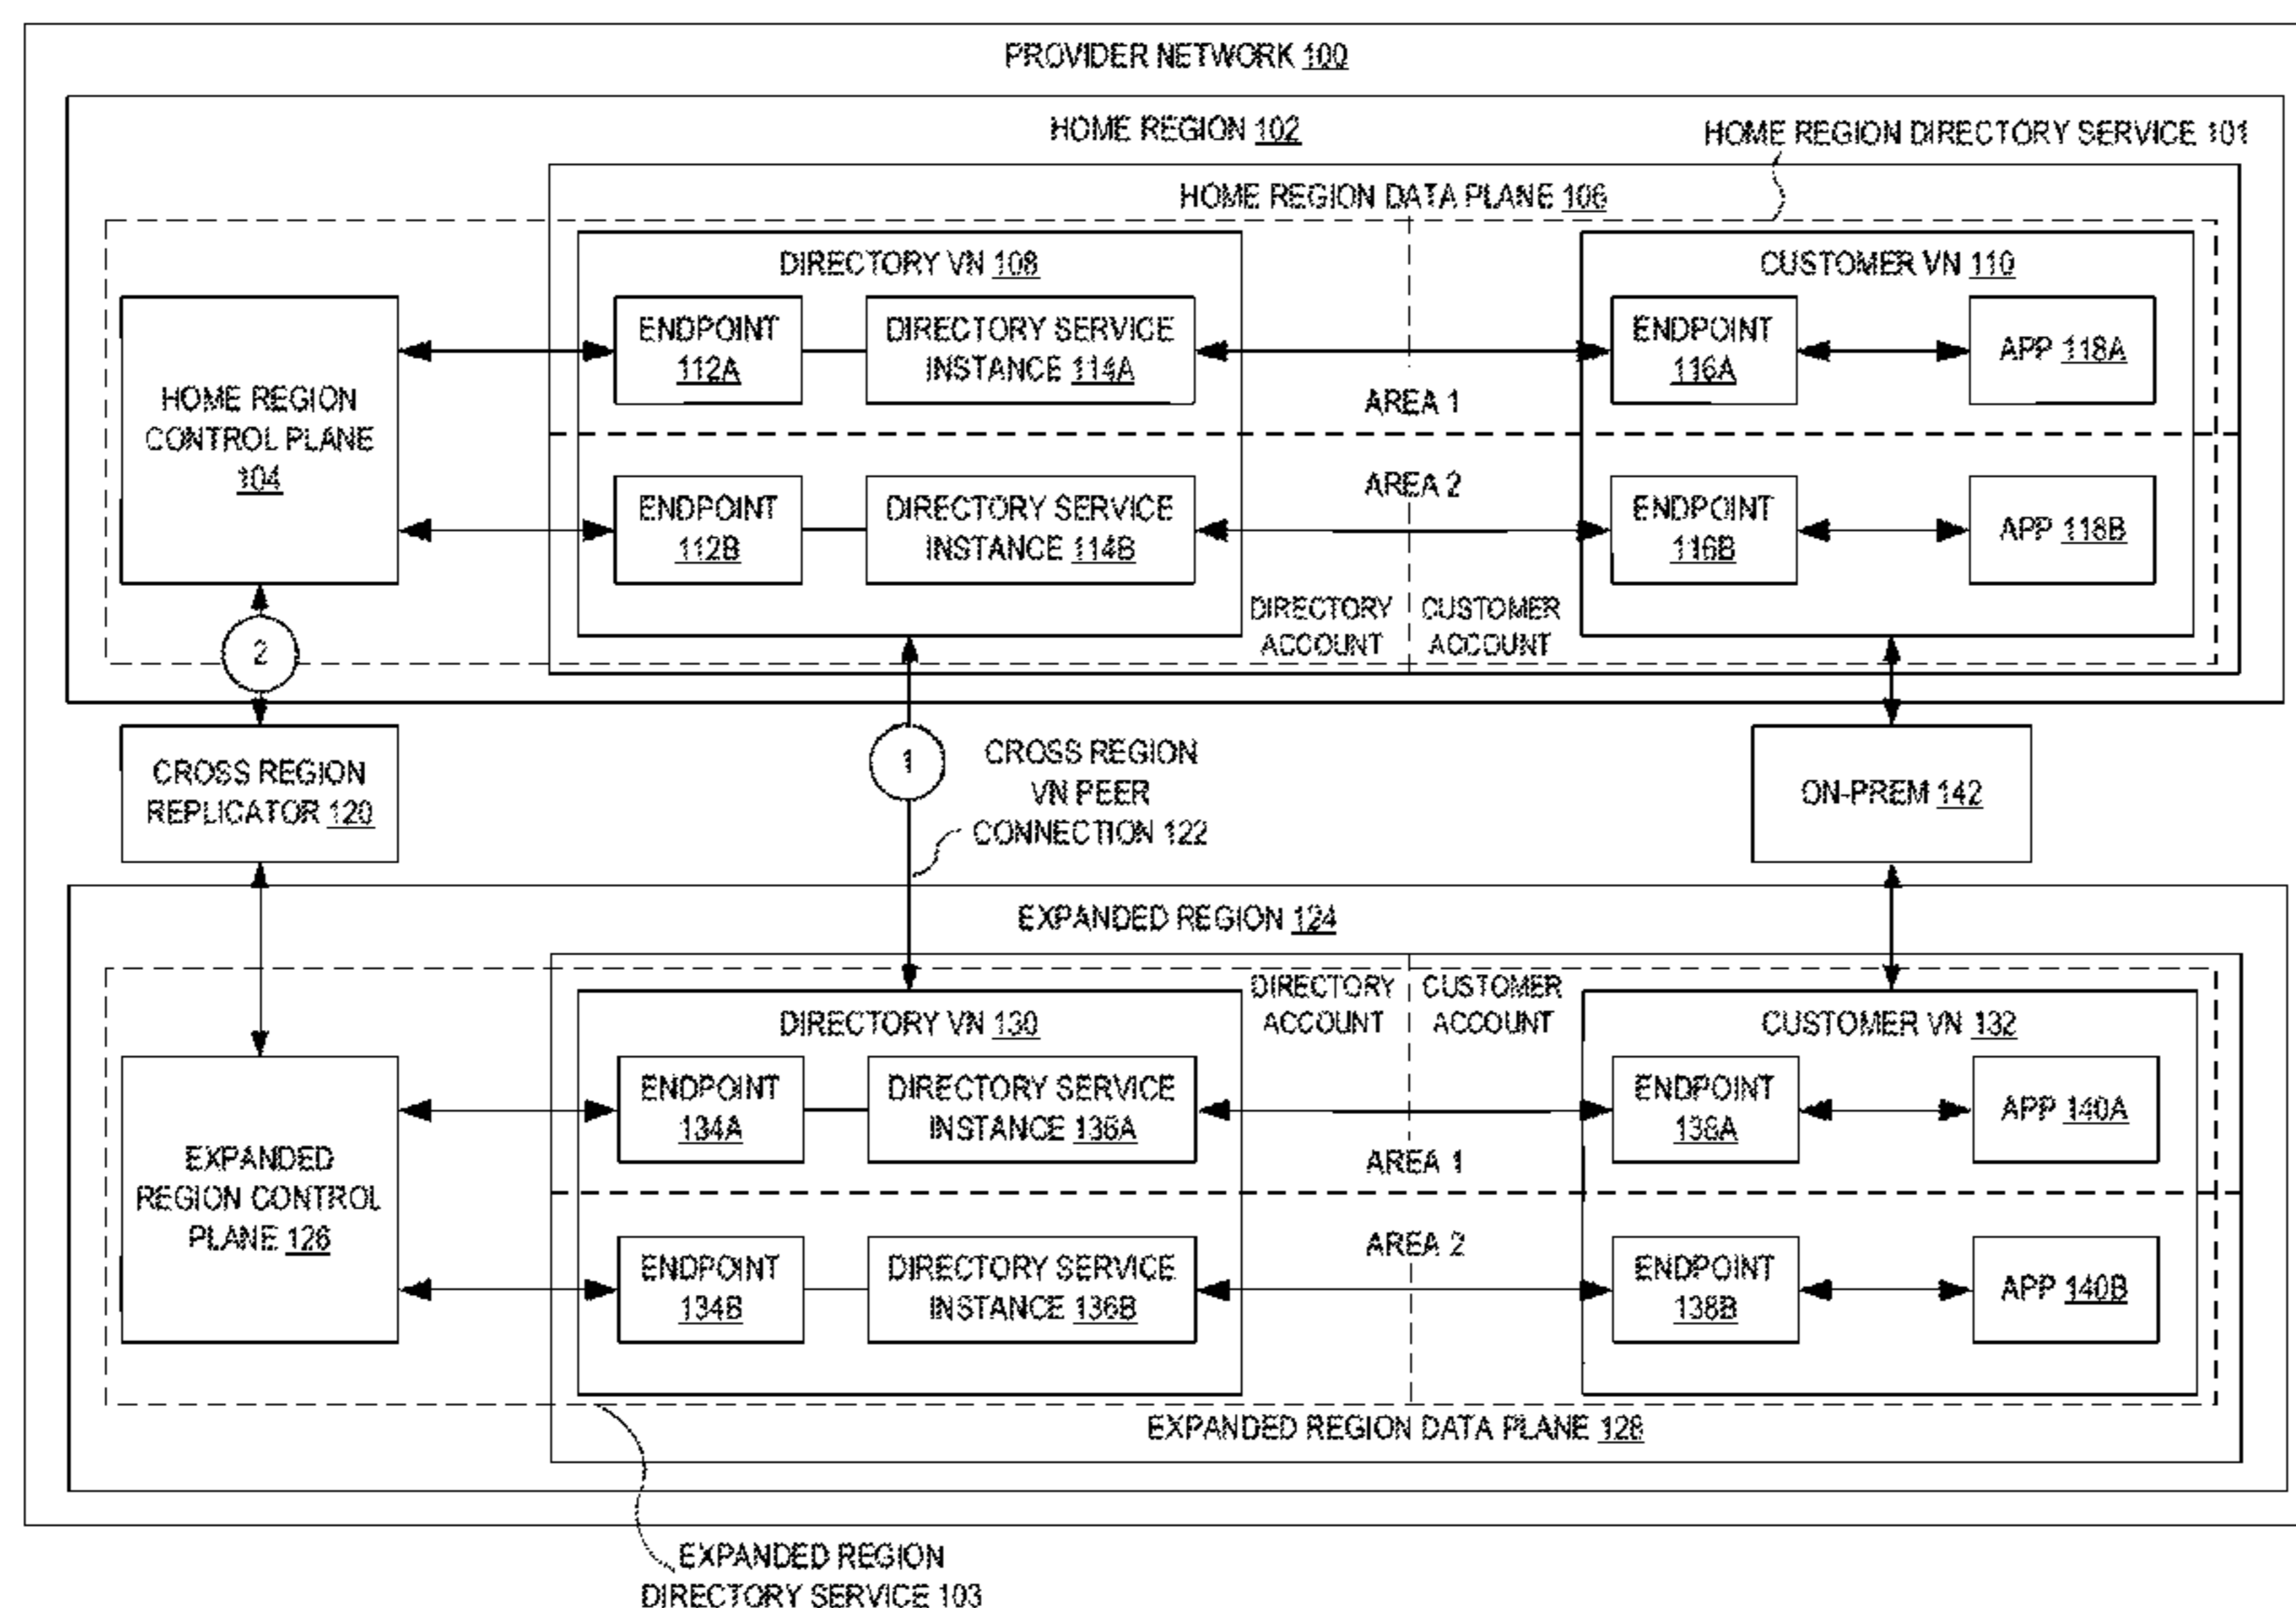 PROVIDER NETWORK 100
HOME REGION 102
HOME REGION DIRECTORY SERVICE 101
HOME REGION DATA PLANE 106
DIRECTORY VN 108
CUSTOMER VN 110
HOME REGION
CONTROL PLANE
104
ENDPOINT
112A
DIRECTORY SERVICE
INSTANCE 114A
ENDPOINT
116A
APP 118A
AREA 1
AREA 2
ENDPOINT
112B
DIRECTORY SERVICE
INSTANCE 114B
ENDPOINT
116B
APP 118B
DIRECTORY
ACCOUNT
CUSTOMER
ACCOUNT
2
1
CROSS REGION
REPLICATOR 120
CROSS REGION
VN PEER
CONNECTION 122
ON-PREM 142
EXPANDED REGION 124
DIRECTORY
ACCOUNT
CUSTOMER
ACCOUNT
DIRECTORY VN 130
CUSTOMER VN 132
EXPANDED
REGION CONTROL
PLANE 126
ENDPOINT
134A
DIRECTORY SERVICE
INSTANCE 136A
ENDPOINT
138A
APP 140A
AREA 1
AREA 2
ENDPOINT
134B
DIRECTORY SERVICE
INSTANCE 136B
ENDPOINT
138B
APP 140B
EXPANDED REGION DATA PLANE 128
EXPANDED REGION
DIRECTORY SERVICE 103